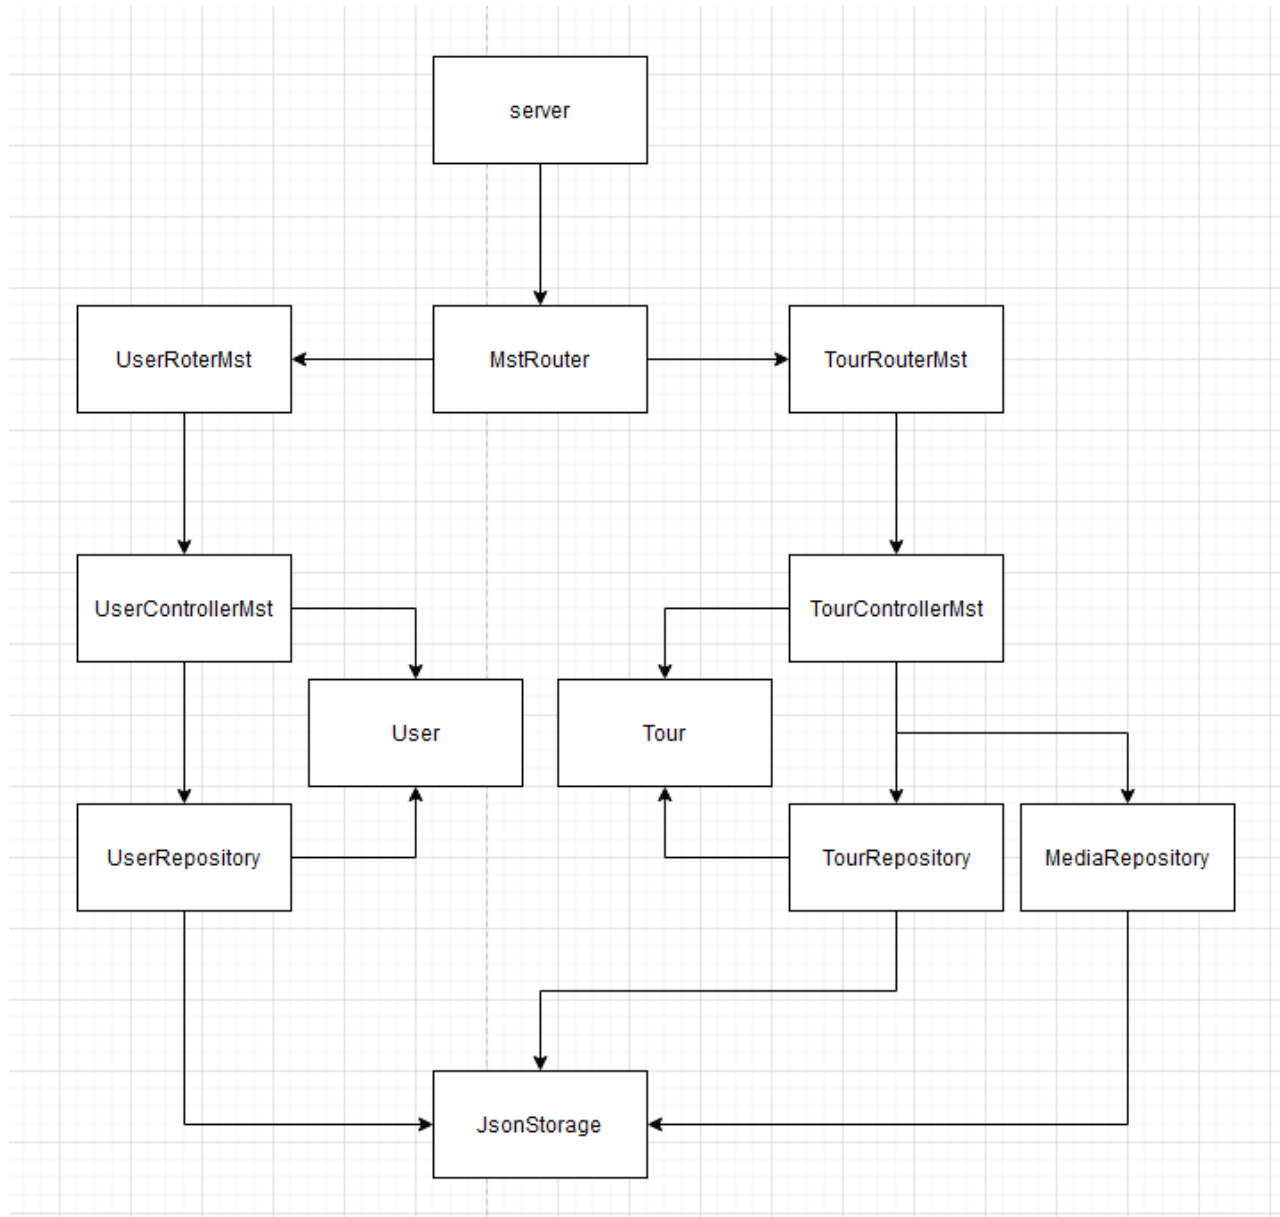 server
UserRoterMst
MstRouter
TourRouterMst
UserControllerMst
TourControllerMst
User
Tour
UserRepository
TourRepository
MediaRepository
JsonStorage